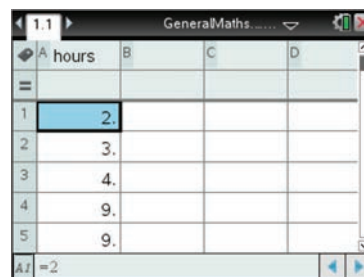 1.1 GeneralMaths......
A hours B C D
=
1 2.
2 3.
3 4.
4 9.
5 9.
A1 =2